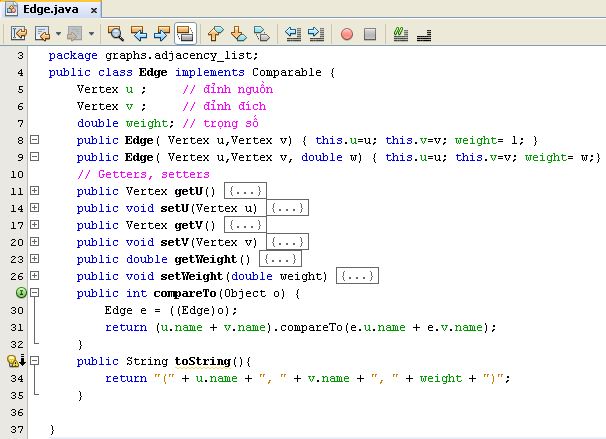 Edge.java
3 package graphs.adjacency_list;
4 public class Edge implements Comparable {
5 Vertex u ; // đỉnh nguồn
6 Vertex v ; // đỉnh đích
7 double weight; // trọng số
8 public Edge( Vertex u,Vertex v) { this.u=u; this.v=v; weight= 1; }
9 public Edge( Vertex u,Vertex v, double w) { this.u=u; this.v=v; weight= w;}
10 // Getters, setters
11 public Vertex getU() {...}
14 public void setU(Vertex u) {...}
17 public Vertex getV() {...}
20 public void setV(Vertex v) {...}
23 public double getWeight() {...}
26 public void setWeight(double weight) {...}
public int compareTo(Object o) {
30 Edge e = ((Edge)o);
31 return (u.name + v.name).compareTo(e.u.name + e.v.name);
32 }
public String toString(){
34 return "(" + u.name + ", " + v.name + ", " + weight + ")";
35 }
36
37 }